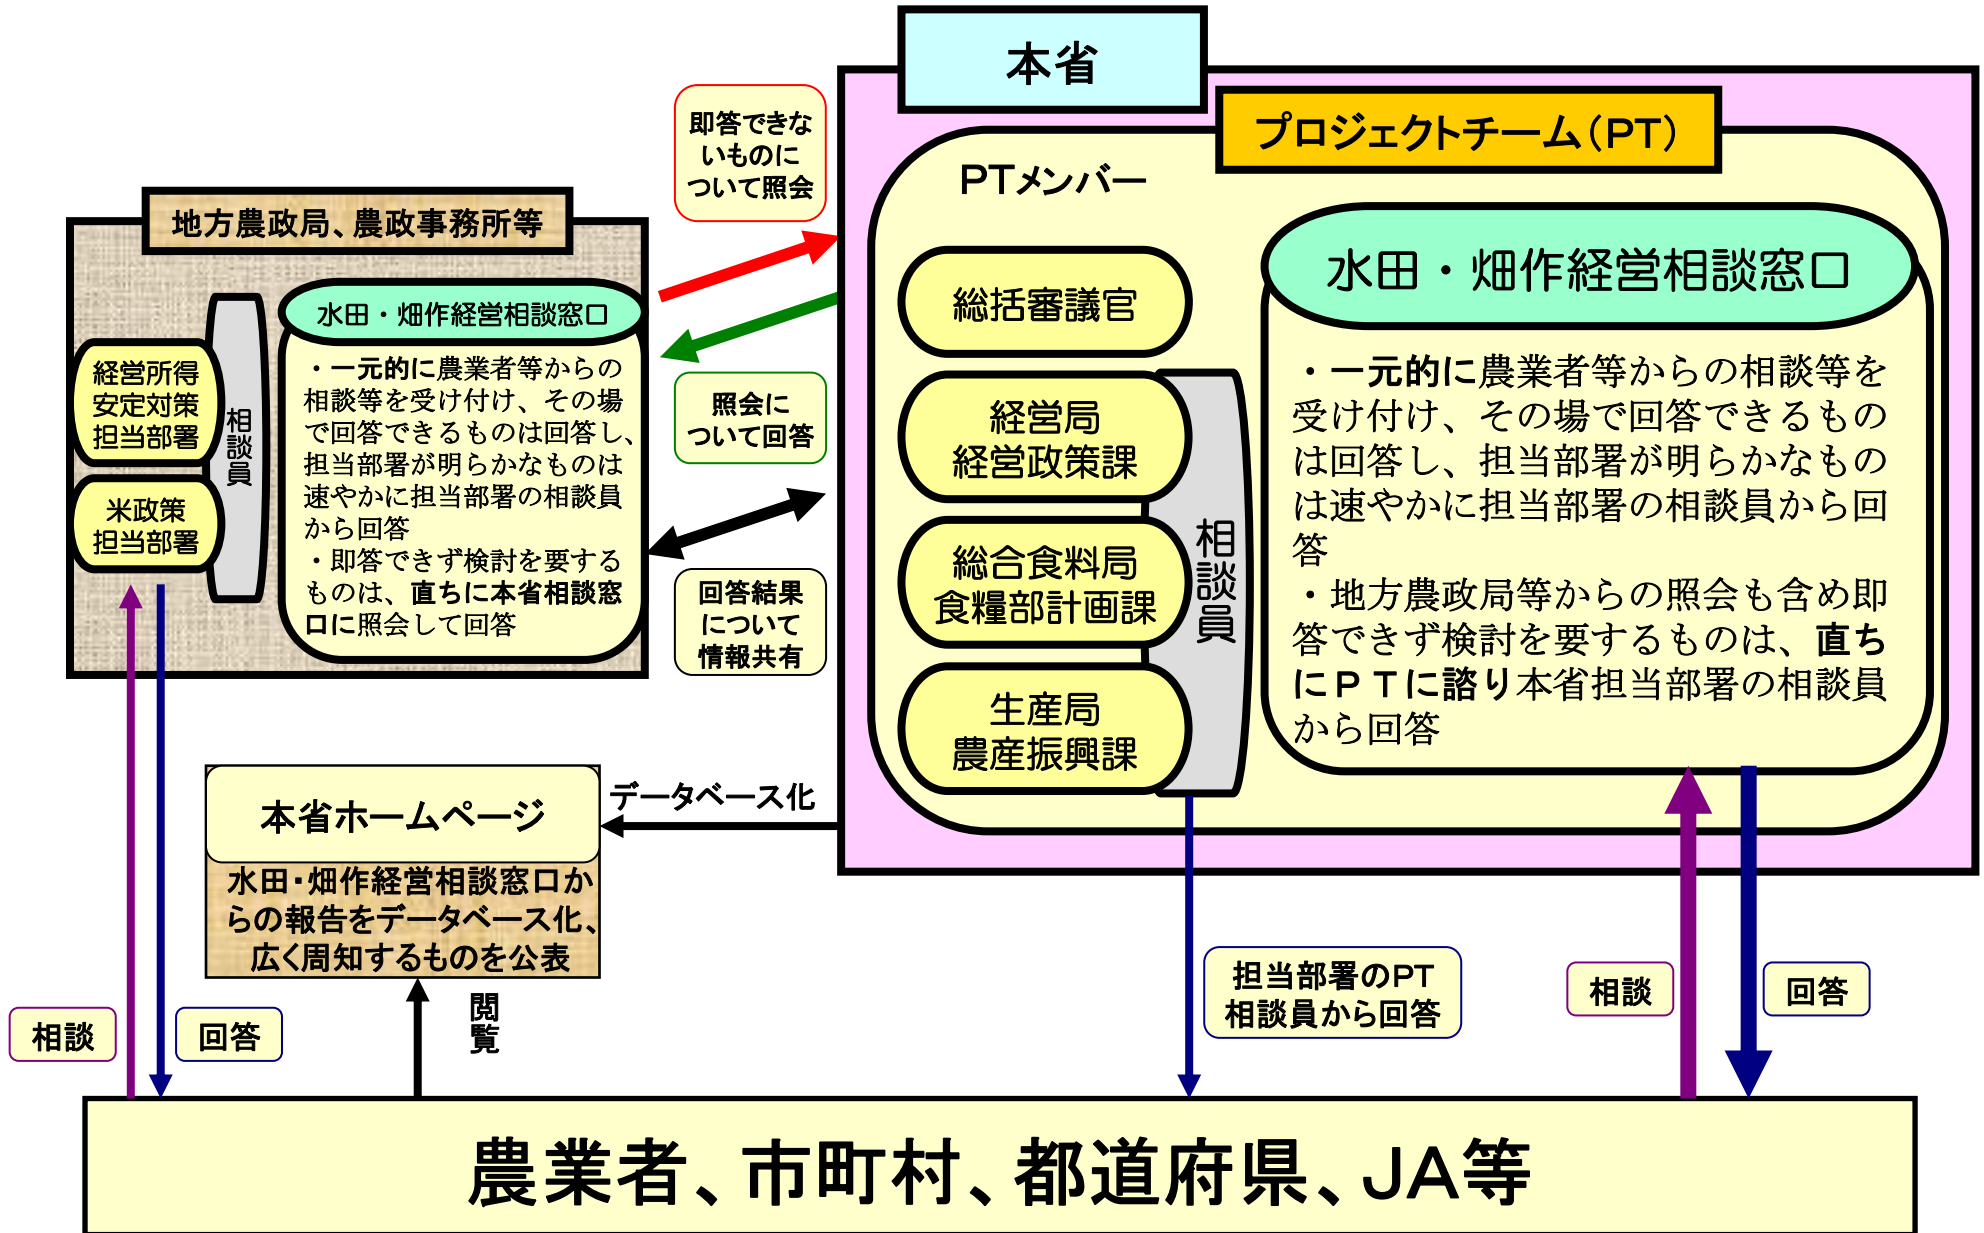 本省
プロジェクトチーム（PT）
PTメンバー
総括審議官
経営局
経営政策課
総合食料局
食糧部計画課
生産局
農産振興課
相談員
水田・畑作経営相談窓口
・一元的に農業者等からの相談等を
受け付け、その場で回答できるもの
は回答し、担当部署が明らかなもの
は速やかに担当部署の相談員から回
答
・地方農政局等からの照会も含め即
答できず検討を要するものは、直ち
にＰＴに諮り本省担当部署の相談員
から回答
即答できな
いものに
ついて照会
照会に
ついて回答
回答結果
について
情報共有
地方農政局、農政事務所等
経営所得
安定対策
担当部署
米政策
担当部署
相談員
水田・畑作経営相談窓口
・一元的に農業者等からの
相談等を受け付け、その場
で回答できるものは回答し、
担当部署が明らかなものは
速やかに担当部署の相談員
から回答
・即答できず検討を要する
ものは、直ちに本省相談窓
口に照会して回答
データベース化
本省ホームページ
水田・畑作経営相談窓口か
らの報告をデータベース化、
広く周知するものを公表
閲覧
相談
回答
担当部署のPT
相談員から回答
相談
回答
農業者、市町村、都道府県、JA等